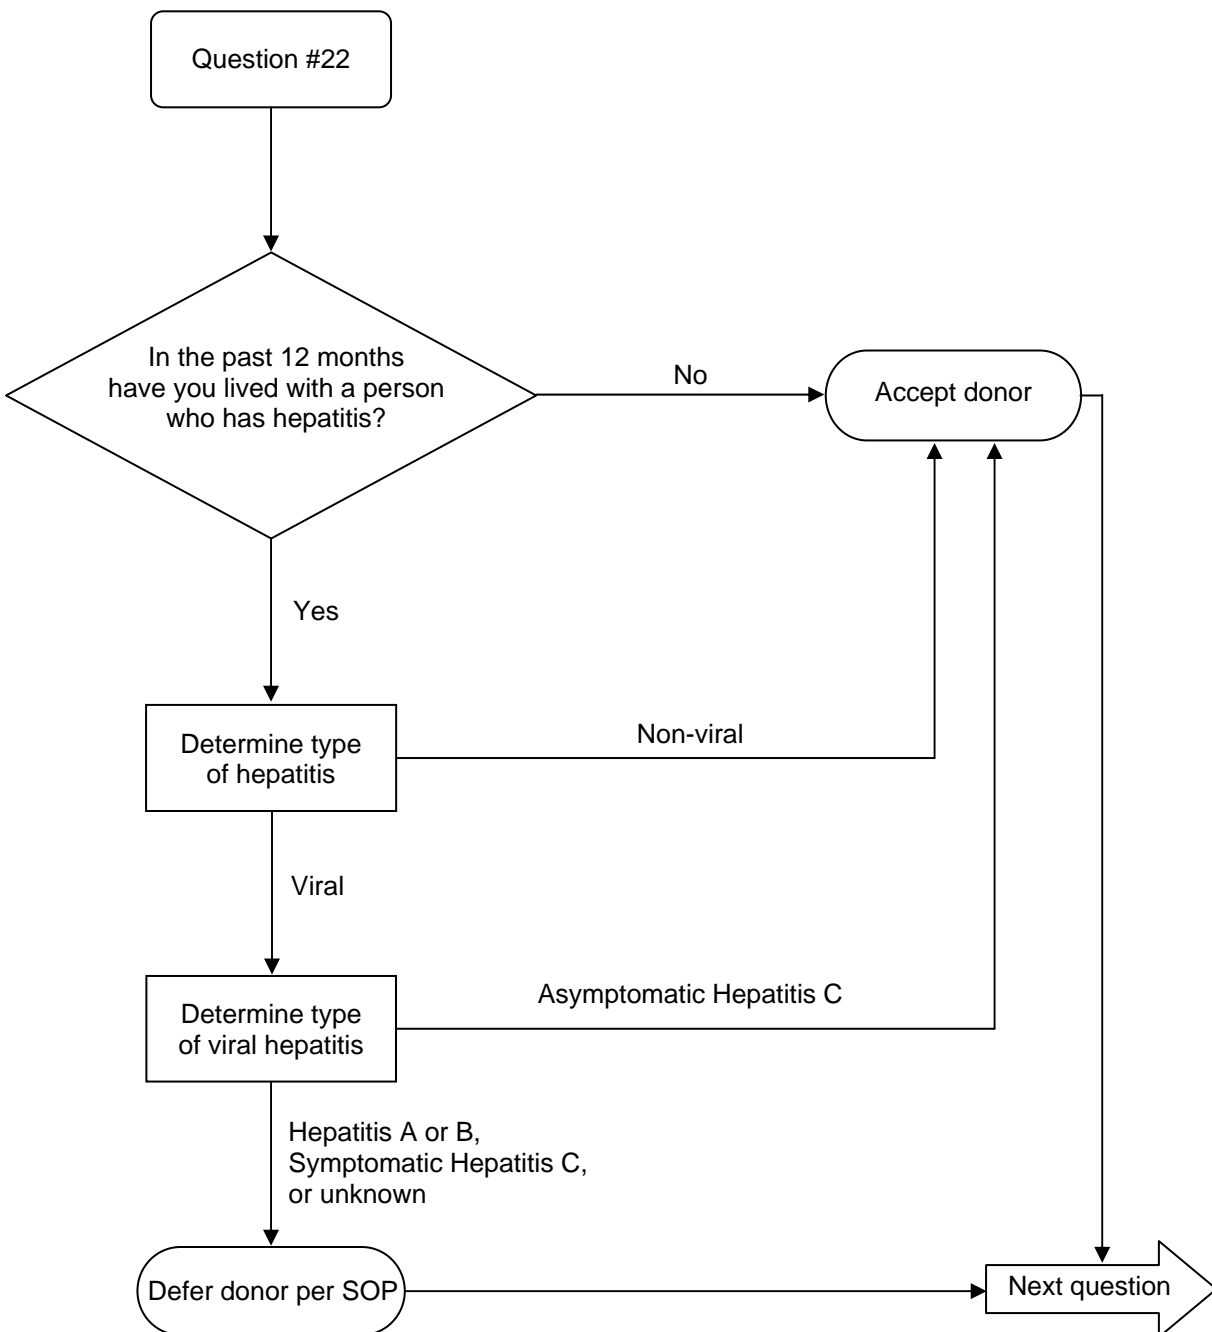 Question #22
In the past 12 months
have you lived with a person
who has hepatitis?
No
Accept donor
Yes
Determine type
of hepatitis
Non-viral
Viral
Determine type
of viral hepatitis
Asymptomatic Hepatitis C
Hepatitis A or B,
Symptomatic Hepatitis C,
or unknown
Defer donor per SOP
Next question